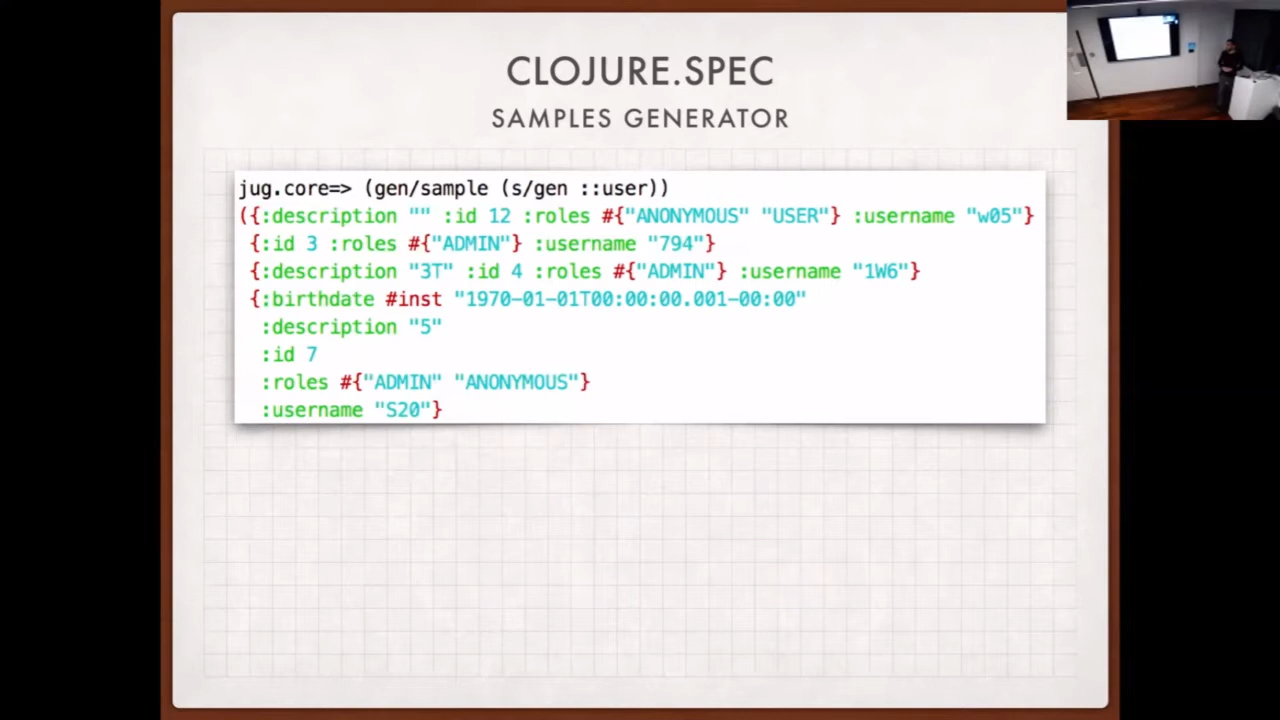 CLOJURE.SPEC
SAMPLES GENERATOR
jug.core=> (gen/sample (s/gen ::user))
({:description "" :id 12 :roles #{"ANONYMOUS" "USER"} :username "w05"}
{:id 3 :roles #{"ADMIN"} :username "794"}
{:description "3T" :id 4 :roles #{"ADMIN"} :username "1W6"}
{:birthdate #inst "1970-01-01T00:00:00.001-00:00"
:description "5"
:id 7
:roles #{"ADMIN" "ANONYMOUS"}
:username "S20"}